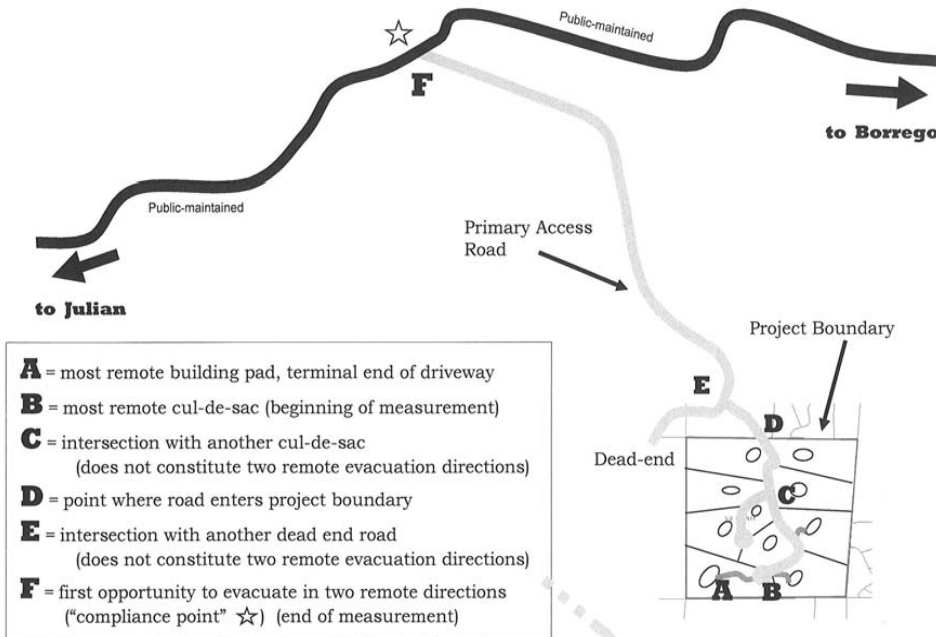 Public-maintained
F
to Borrego
Public-maintained
Primary Access
Road
to Julian
Project Boundary
E
D
Dead-end
C
A
B
A = most remote building pad, terminal end of driveway
B = most remote cul-de-sac (beginning of measurement)
C = intersection with another cul-de-sac
(does not constitute two remote evacuation directions)
D = point where road enters project boundary
E = intersection with another dead end road
(does not constitute two remote evacuation directions)
F = first opportunity to evacuate in two remote directions
("compliance point" ☆) (end of measurement)